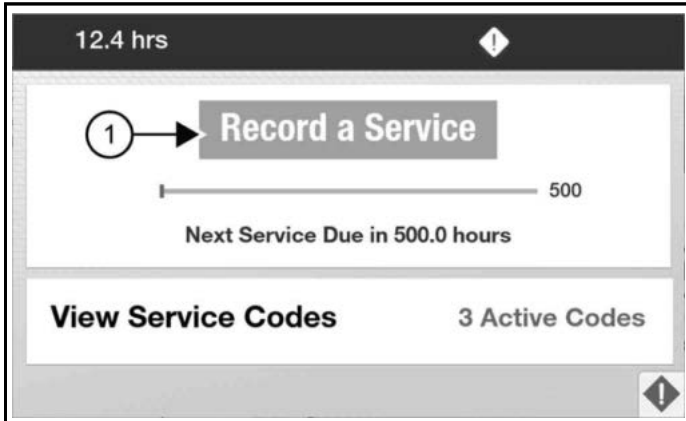 12.4 hrs
1
Record a Service
500
Next Service Due in 500.0 hours
View Service Codes
3 Active Codes